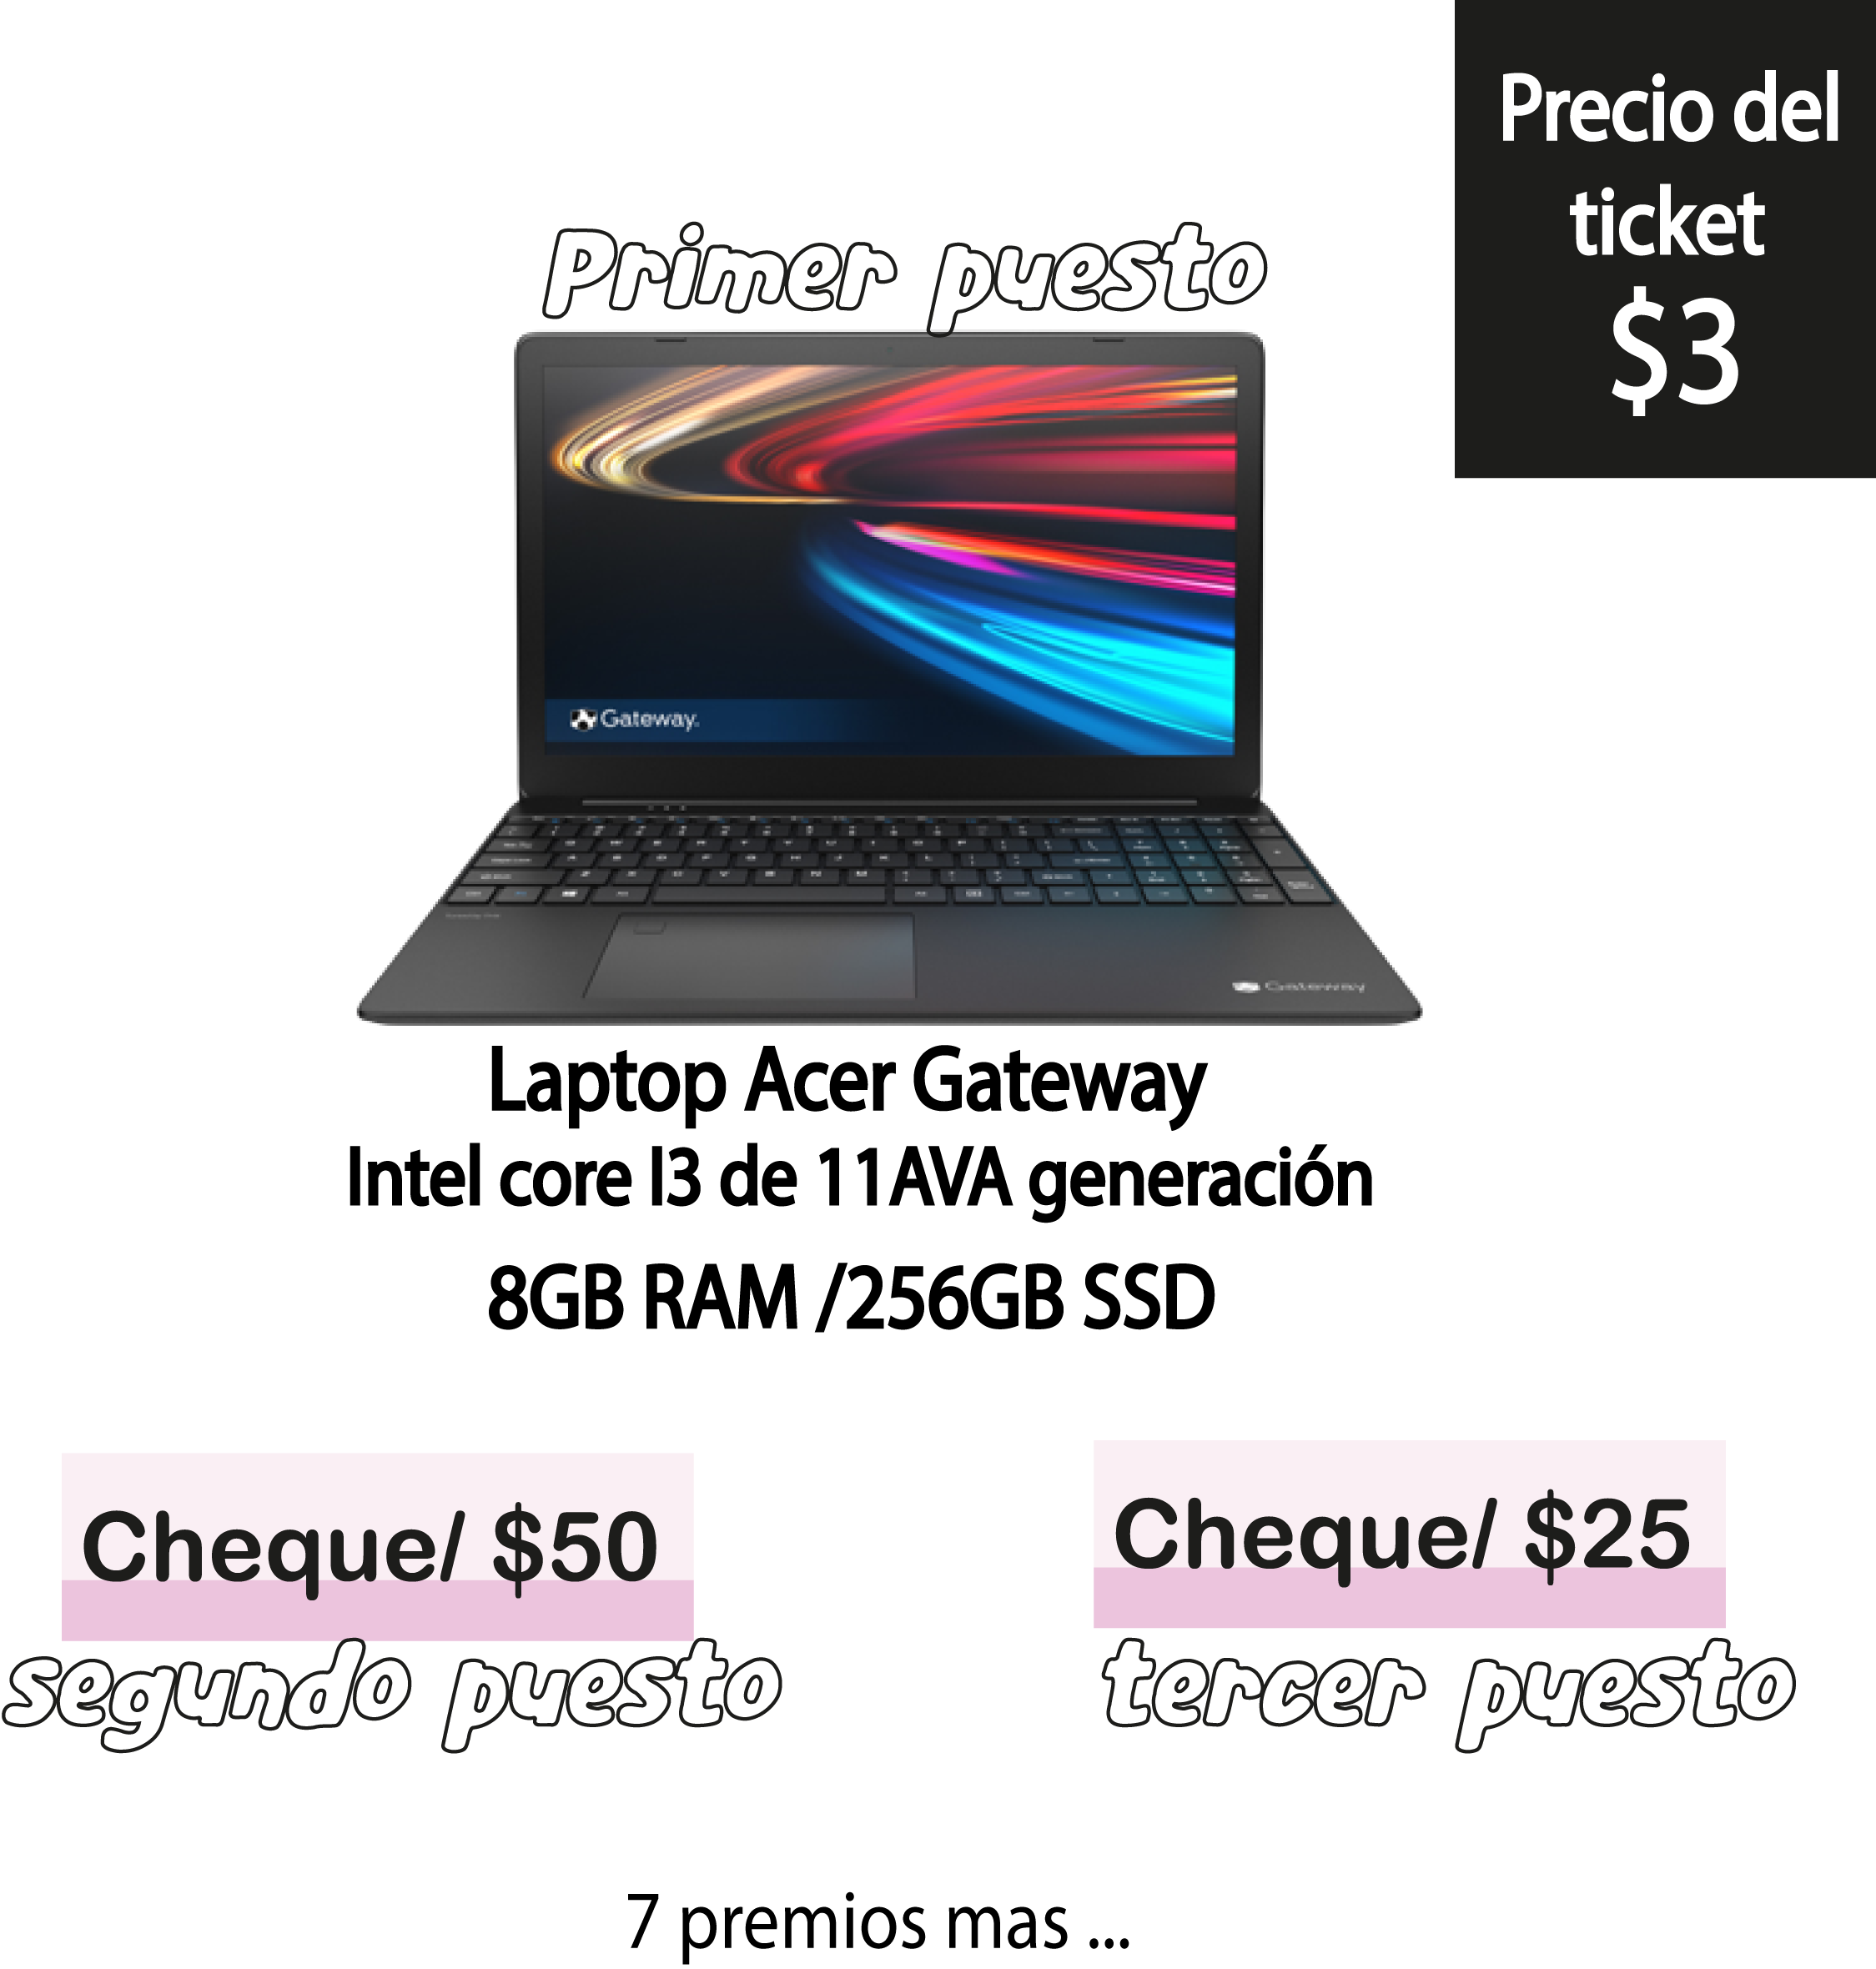 Precio del
ticket
$3
Primer puesto
Gateway.
Gateway
Laptop Acer Gateway
Intel core I3 de 11AVA generación
8GB RAM /256GB SSD
Cheque/ $50
segundo puesto
Cheque/ $25
tercer puesto
7 premios mas ...